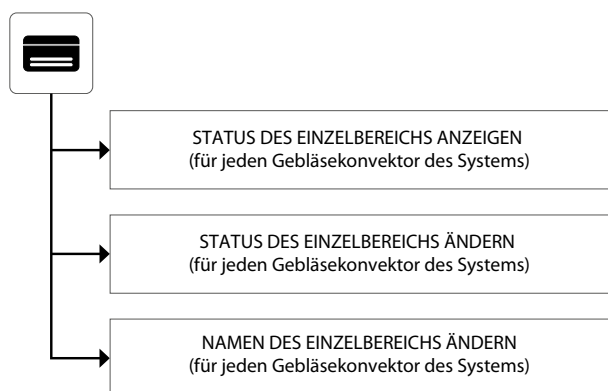 STATUS DES EINZELBEREICHS ANZEIGEN
(für jeden Gebläsekonvektor des Systems)
STATUS DES EINZELBEREICHS ÄNDERN
(für jeden Gebläsekonvektor des Systems)
NAMEN DES EINZELBEREICHS ÄNDERN
(für jeden Gebläsekonvektor des Systems)